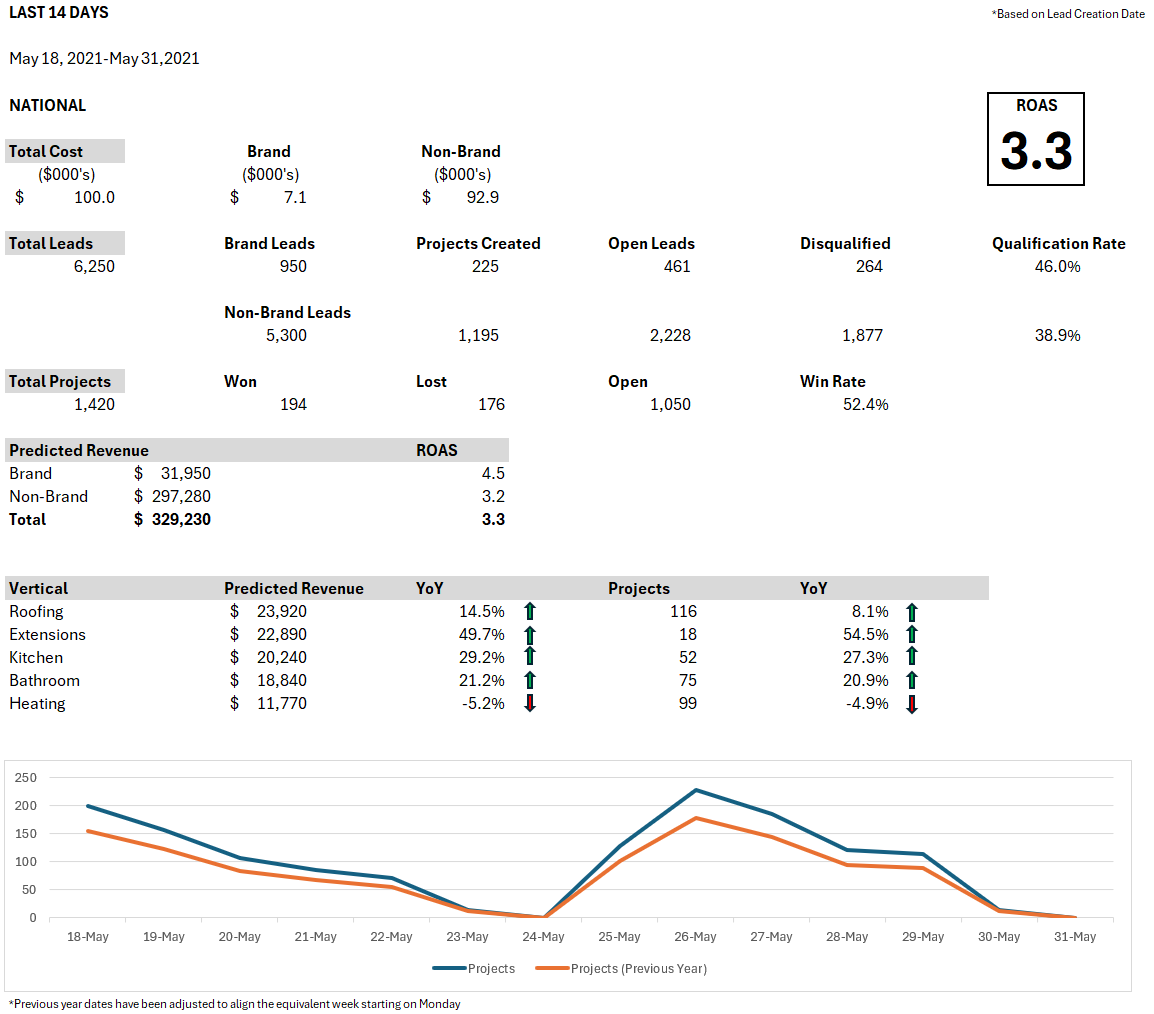 LAST 14 DAYS
*Based on Lead Creation Date
May 18, 2021-May 31,2021
NATIONAL
ROAS
3.3
Total Cost Brand Non-Brand
($000's) ($000's) ($000's)
$ 100.0 $ 7.1 $ 92.9
Total Leads Brand Leads Projects Created Open Leads Disqualified Qualification Rate
6,250 950 225 461 264 46.0%
Non-Brand Leads
5,300 1,195 2,228 1,877 38.9%
Total Projects Won Lost Open Win Rate
1,420 194 176 1,050 52.4%
Predicted Revenue ROAS
Brand $ 31,950 4.5
Non-Brand $ 297,280 3.2
Total $ 329,230 3.3
Vertical Predicted Revenue YoY Projects YoY
Roofing $ 23,920 14.5% 116 8.1%
Extensions $ 22,890 49.7% 18 54.5%
Kitchen $ 20,240 29.2% 52 27.3%
Bathroom $ 18,840 21.2% 75 20.9%
Heating $ 11,770 -5.2% 99 -4.9%
250
200
150
100
50
0
18-May 19-May 20-May 21-May 22-May 23-May 24-May 25-May 26-May 27-May 28-May 29-May 30-May 31-May
Projects Projects (Previous Year)
*Previous year dates have been adjusted to align the equivalent week starting on Monday